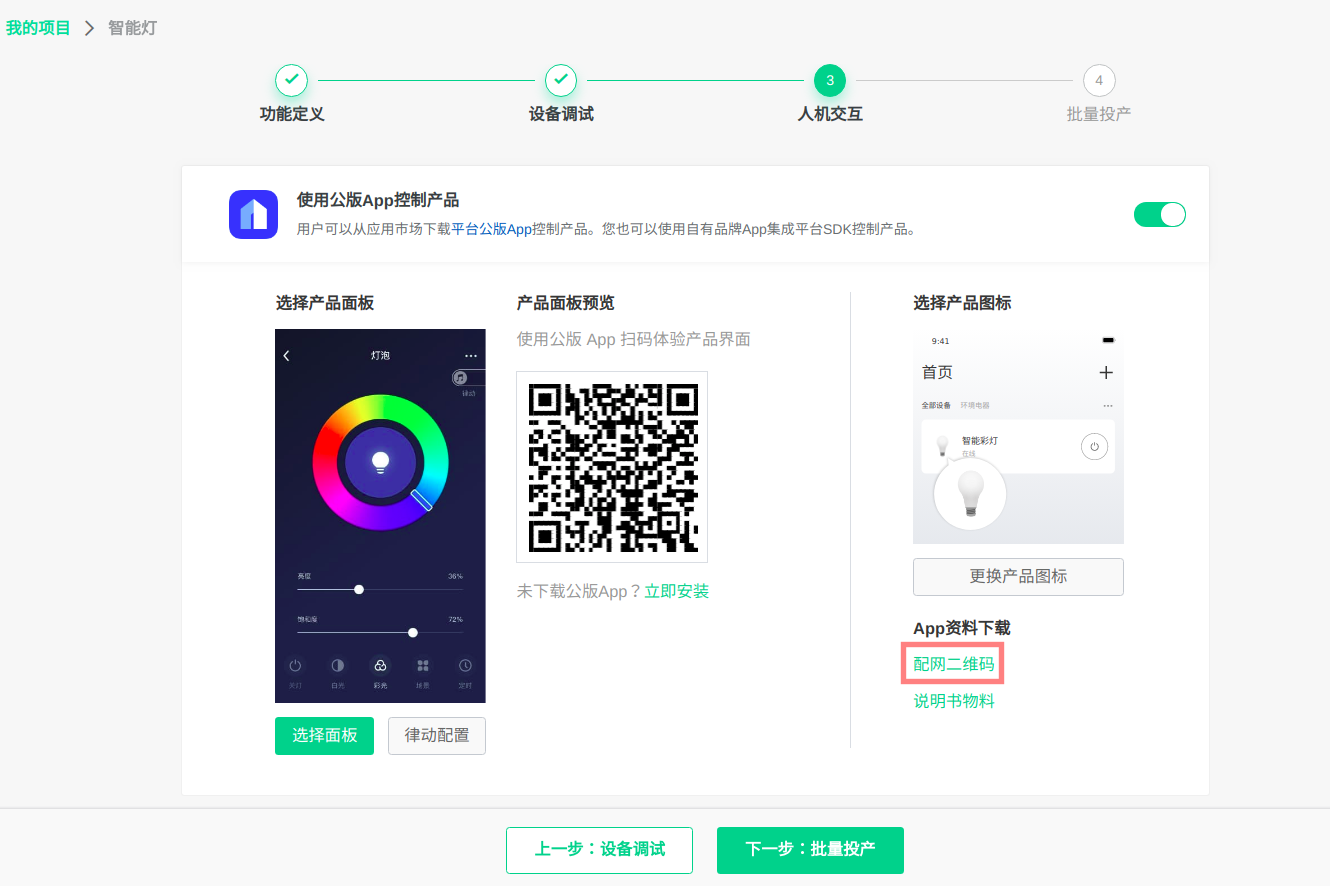 我的项目 > 智能灯
3
4
功能定义
设备调试
人机交互
批量投产
使用公版App控制产品
用户可以从应用市场下载平台公版App控制产品。您也可以使用自有品牌App集成平台SDK控制产品。
选择产品面板
灯泡
律动
亮度
36%
饱和度
72%
关灯
白光
彩光
场景
定时
选择面板
律动配置
产品面板预览
使用公版 App 扫码体验产品界面
未下载公版App？立即安装
选择产品图标
9:41
首页
全部设备 环境电器
智能彩灯
在线
更换产品图标
App资料下载
配网二维码
说明书物料
上一步：设备调试
下一步：批量投产